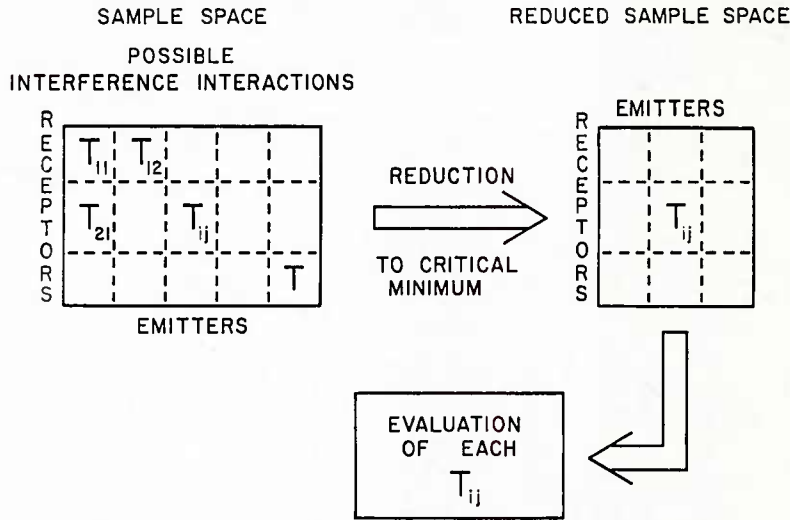 SAMPLE SPACE
POSSIBLE
INTERFERENCE INTERACTIONS
RECEPTORS
T11 T12
T21 Tij
T
EMITTERS
REDUCTION
TO CRITICAL
MINIMUM
REDUCED SAMPLE SPACE
EMITTERS
RECEPTORS
Tij
EVALUATION
OF EACH
Tij